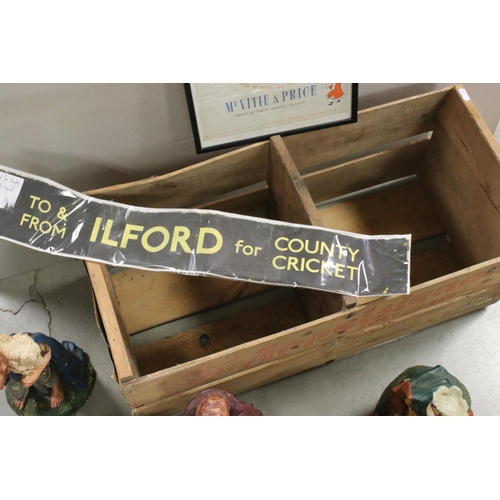 McVITIE & PRICE
TO &
FROM
ILFORD for
COUNTY
CRICKET